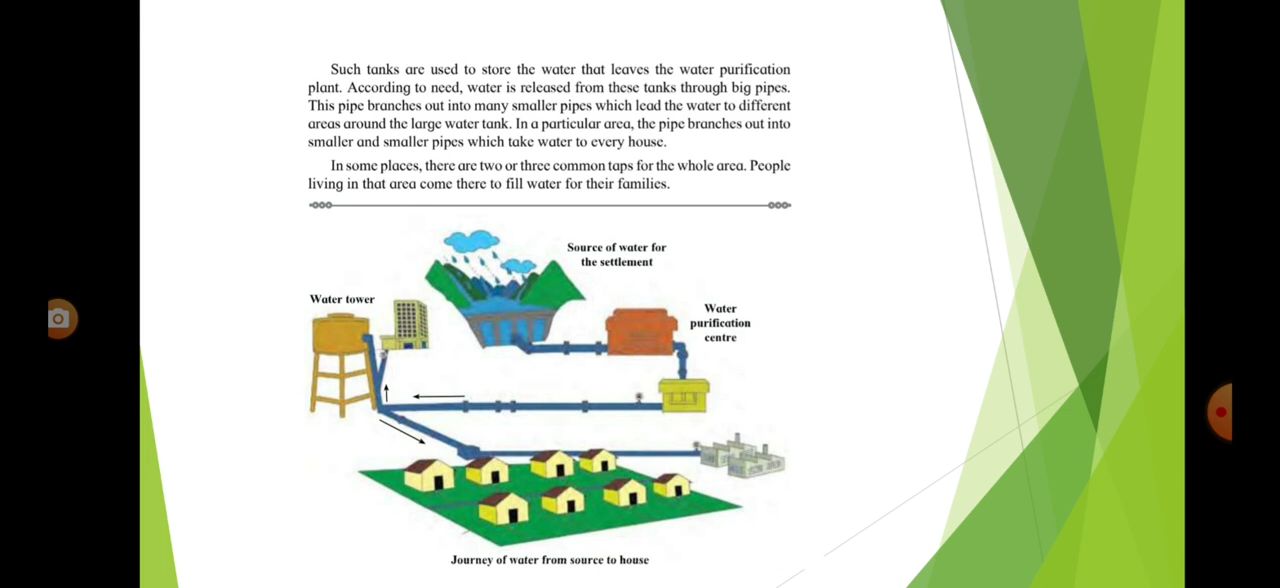 Such tanks are used to store the water that leaves the water purification
plant. According to need, water is released from these tanks through big pipes.
This pipe branches out into many smaller pipes which lead the water to different
areas around the large water tank. In a particular area, the pipe branches out into
smaller and smaller pipes which take water to every house.
In some places, there are two or three common taps for the whole area. People
living in that area come there to fill water for their families.
Source of water for
the settlement
Water tower
Water
purification
centre
Journey of water from source to house